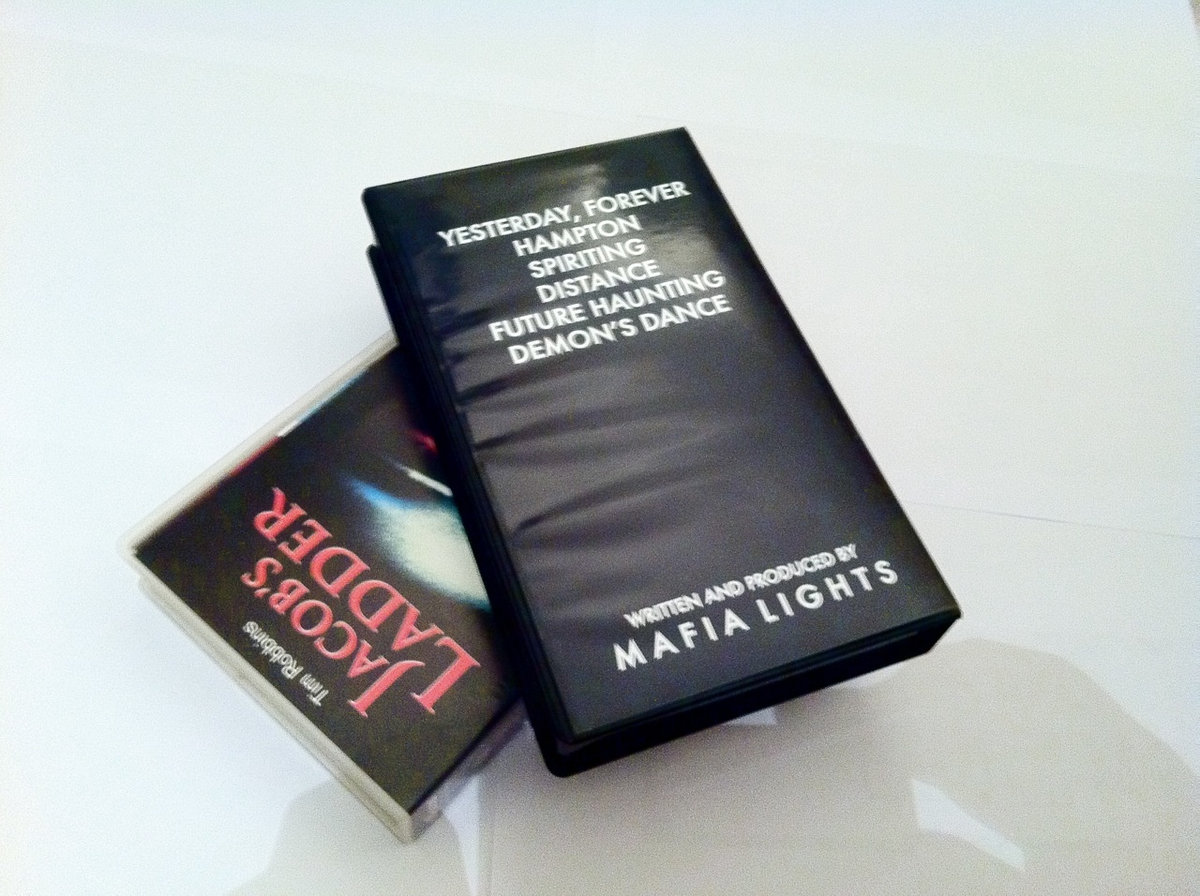 YESTERDAY, FOREVER
HAMPTON
SPIRITING
DISTANCE
FUTURE HAUNTING
DEMON'S DANCE
WRITTEN AND PRODUCED BY
MAFIA LIGHTS
Tim Robbins
JACOB'S
LADDER